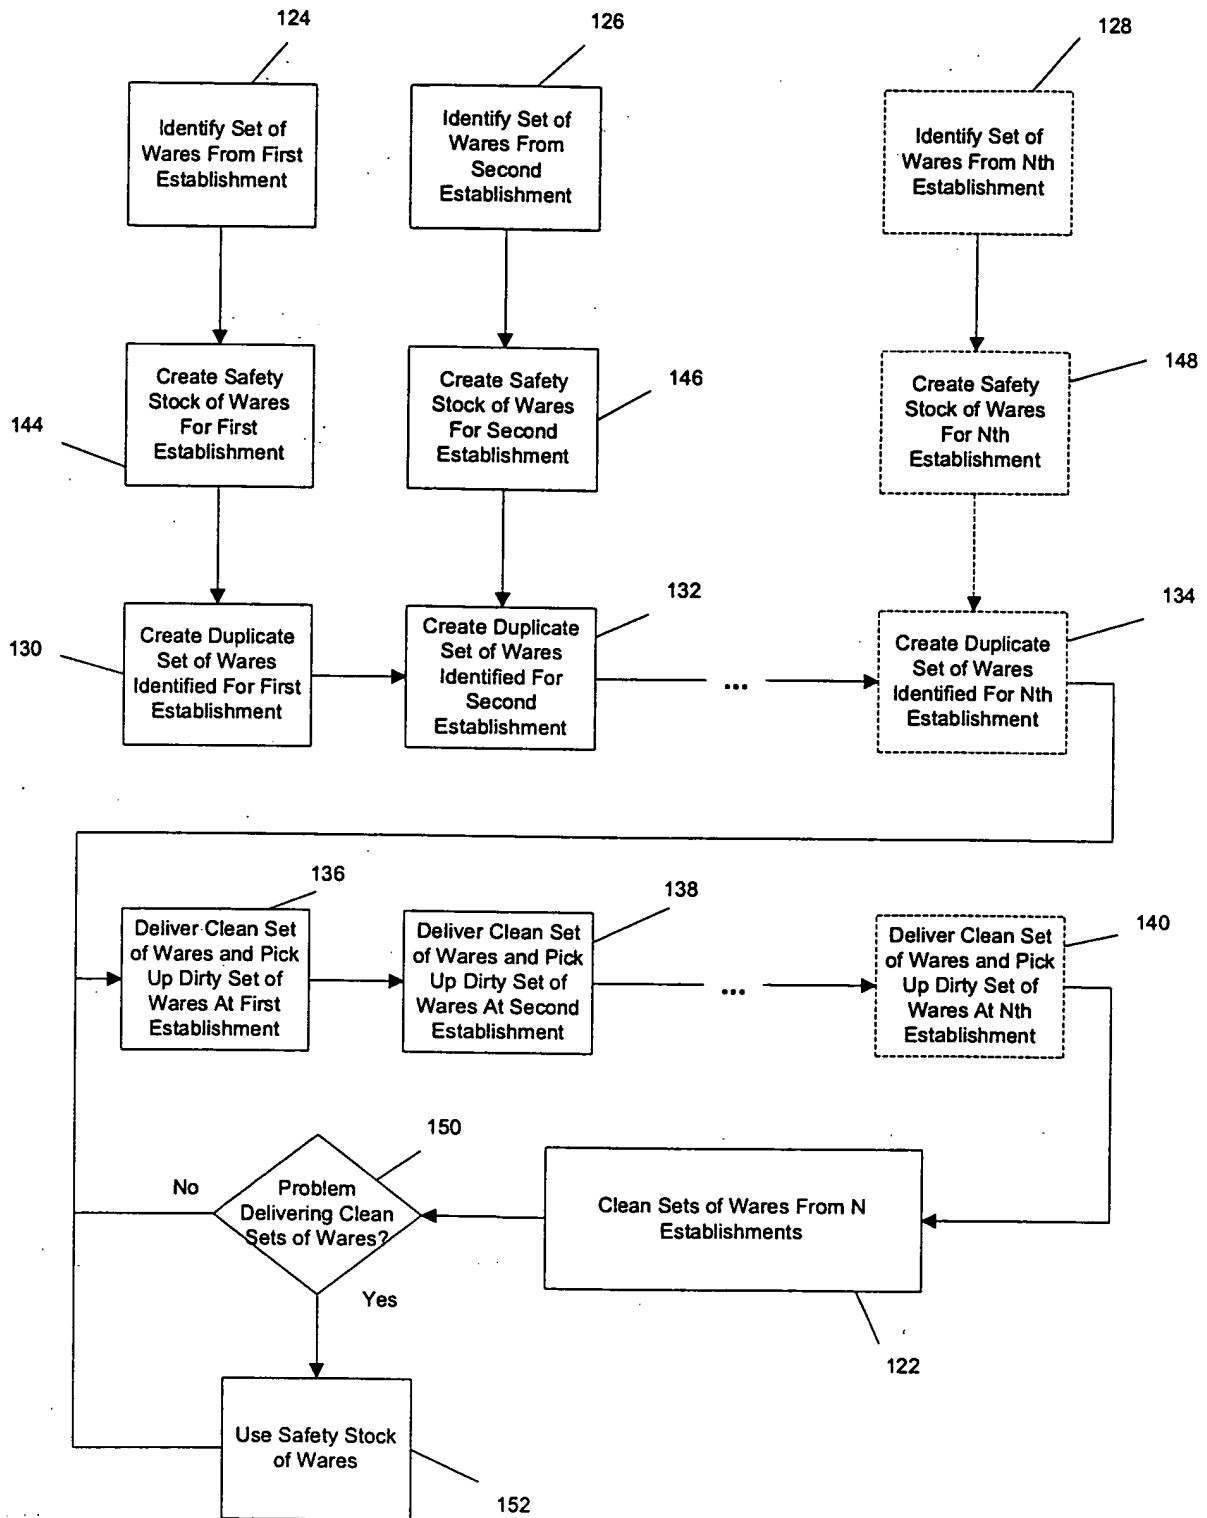 124
126
128
Identify Set of
Wares From First
Establishment
Identify Set of
Wares From
Second
Establishment
Identify Set of
Wares From Nth
Establishment
Create Safety
Stock of Wares
For First
Establishment
144
Create Safety
Stock of Wares
For Second
Establishment
146
Create Safety
Stock of Wares
For Nth
Establishment
148
130
Create Duplicate
Set of Wares
Identified For First
Establishment
132
Create Duplicate
Set of Wares
Identified For
Second
Establishment
...
134
Create Duplicate
Set of Wares
Identified For Nth
Establishment
136
Deliver Clean Set
of Wares and Pick
Up Dirty Set of
Wares At First
Establishment
138
Deliver Clean Set
of Wares and Pick
Up Dirty Set of
Wares At Second
Establishment
...
140
Deliver Clean Set
of Wares and Pick
Up Dirty Set of
Wares At Nth
Establishment
150
No
Problem
Delivering Clean
Sets of Wares?
Yes
Clean Sets of Wares From N
Establishments
122
Use Safety Stock
of Wares
152